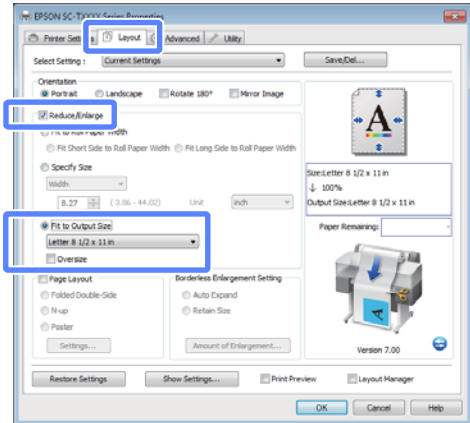 EPSON SC-TXXXX Series Properties
Printer Sett Layout Advanced Utility
Select Setting : Current Settings Save/Del...
Orientation
Portrait Landscape Rotate 180° Mirror Image
Reduce/Enlarge
Fit to Roll Paper Width
Fit Short Side to Roll Paper Width Fit Long Side to Roll Paper Width
Specify Size
Width
8.27 (3.86 - 44.02) Unit inch
Fit to Output Size
Letter 8 1/2 x 11 in
Oversize
A
Size:Letter 8 1/2 x 11 in
↓ 100%
Output Size:Letter 8 1/2 x 11 in
Paper Remaining:
Page Layout Borderless Enlargement Setting
Folded Double-Side Auto Expand
N-up Retain Size
Poster
Settings... Amount of Enlargement...
A
Version 7.00
Restore Settings Show Settings... Print Preview Layout Manager
OK Cancel Help